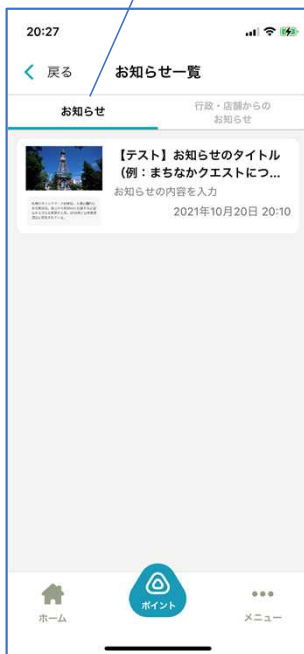 20:27
戻る
お知らせ一覧
お知らせ
行政・店舗からの
お知らせ
【テスト】お知らせのタイトル
（例：まちなかクエストにつ...
お知らせの内容を入力
2021年10月20日 20:10
ホーム
ポイント
メニュー